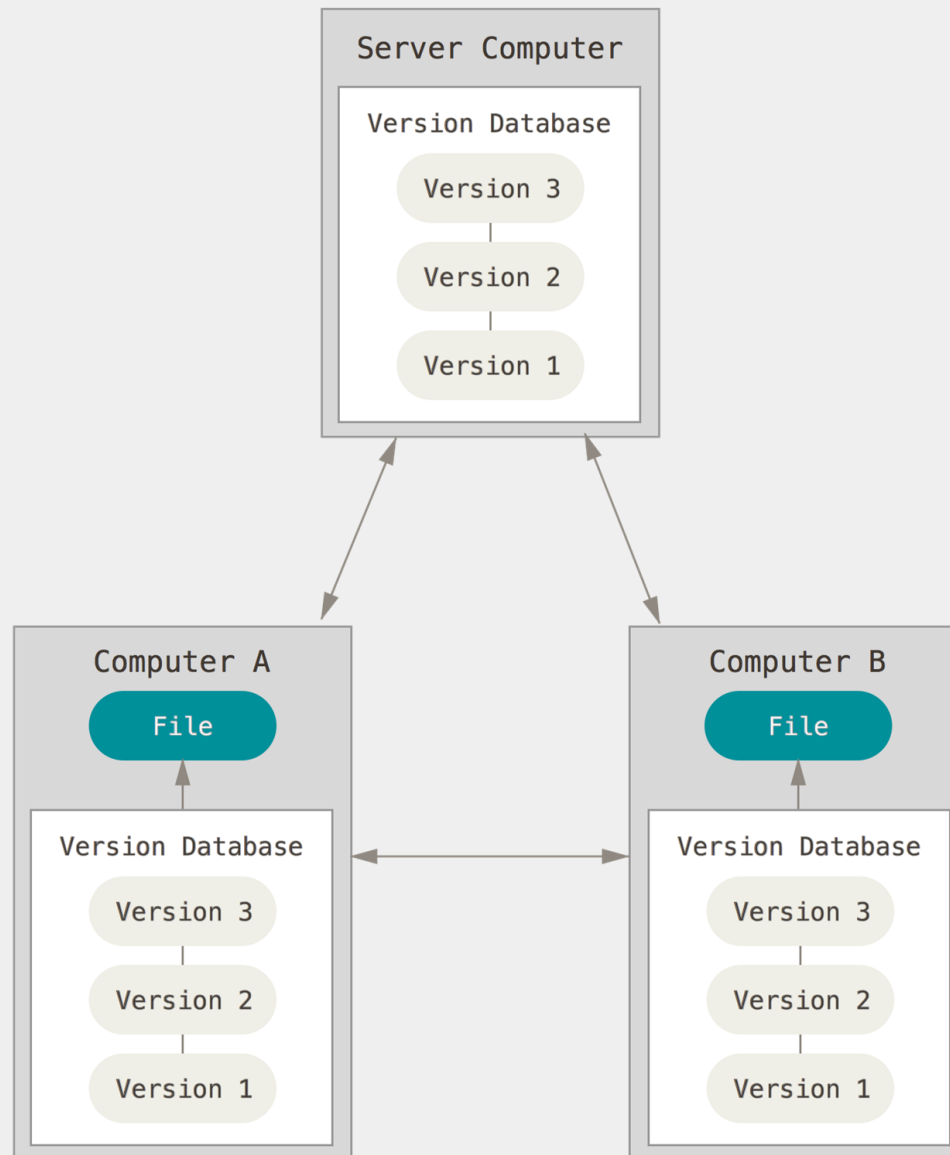 Server Computer
Version Database
Version 3
Version 2
Version 1
Computer A
File
Version Database
Version 3
Version 2
Version 1
Computer B
File
Version Database
Version 3
Version 2
Version 1